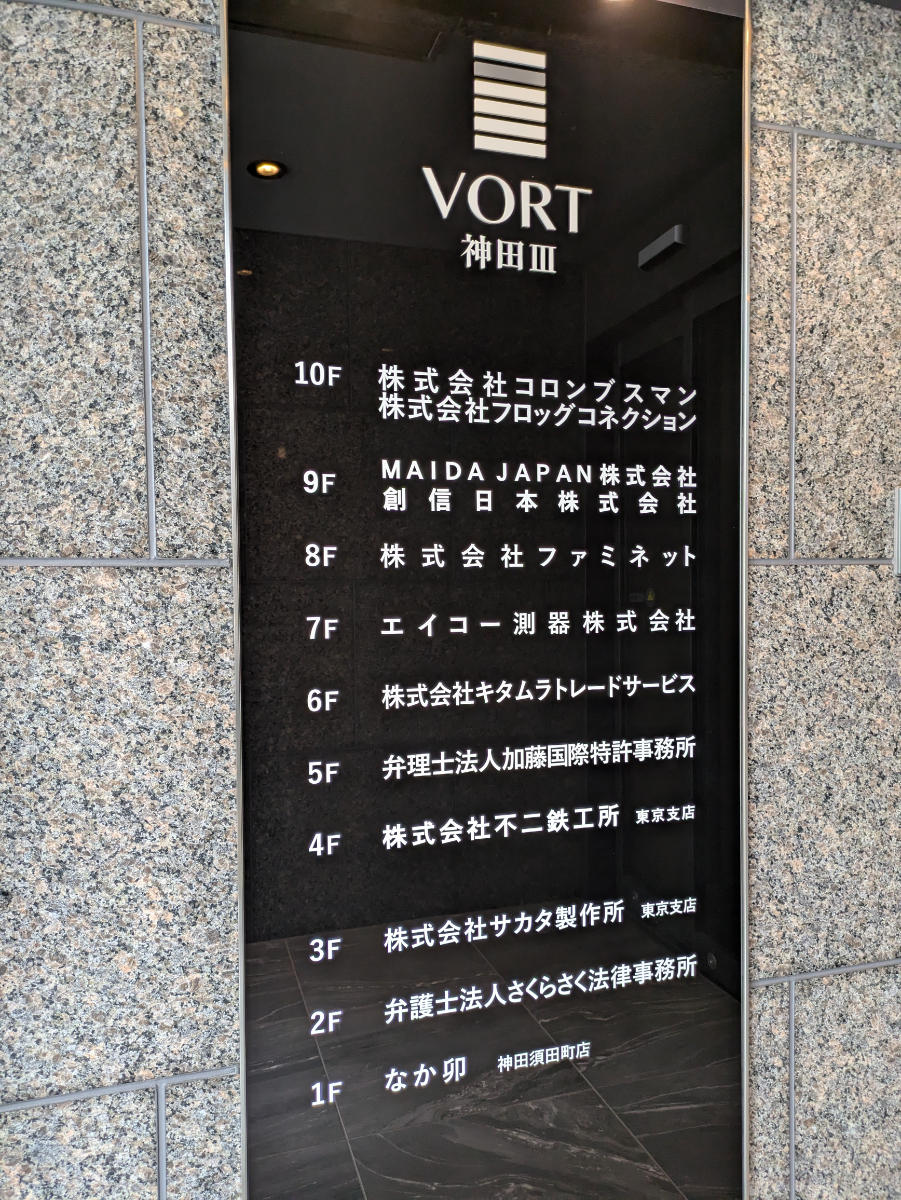 VORT
神田Ⅲ
10F 株式会社コロンブスマン
株式会社フロッグコネクション
9F MAIDA JAPAN株式会社
創信日本株式会社
8F 株式会社ファミネット
7F エイコー測器株式会社
6F 株式会社キタムラトレードサービス
5F 弁理士法人加藤国際特許事務所
4F 株式会社不二鉄工所 東京支店
3F 株式会社サカタ製作所 東京支店
2F 弁護士法人さくらさく法律事務所
1F なか卯 神田須田町店